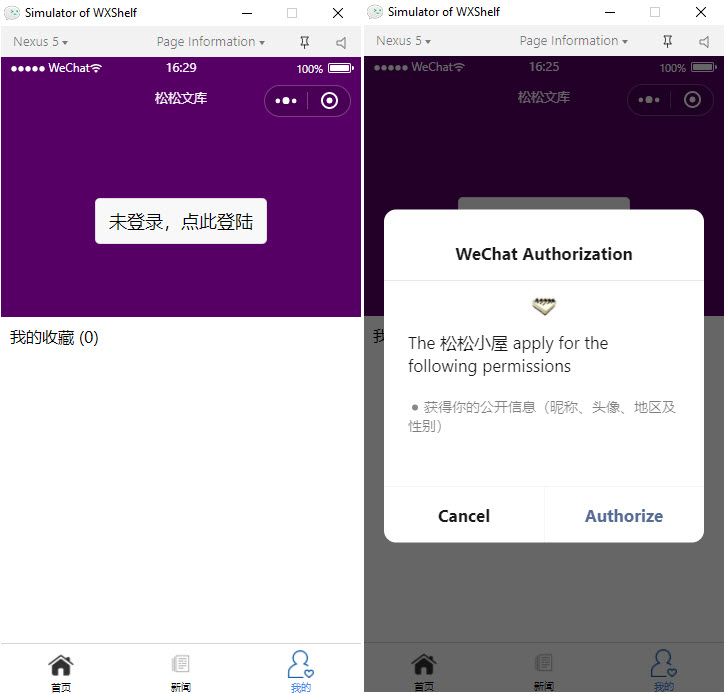 Simulator of WXShelf
Nexus 5
Page Information
WeChat
16:29
100%
松松文库
未登录，点此登陆
我的收藏 (0)
首页
新闻
我的
Simulator of WXShelf
Nexus 5
Page Information
WeChat
16:25
100%
松松文库
WeChat Authorization
The 松松小屋 apply for the
following permissions
• 获得你的公开信息（昵称、头像、地区及
性别）
Cancel
Authorize
我
首页
新闻
我的